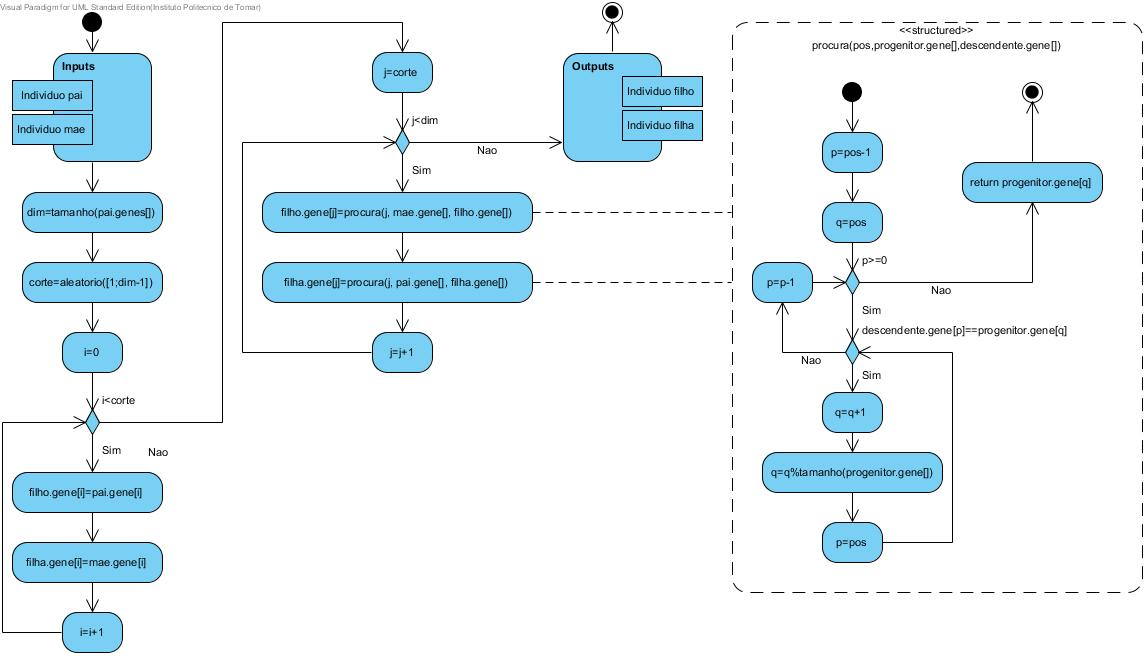 Visual Paradigm for UML Standard Edition(Instituto Politecnico de Tomar)
Inputs
Individuo pai
Individuo mae
dim=tamanho(pai.genes[])
corte=aleatorio([1;dim-1])
i=0
i<corte
Sim
Nao
filho.gene[i]=pai.gene[i]
filha.gene[i]=mae.gene[i]
i=i+1
j=corte
j<dim
Nao
Sim
filho.gene[j]=procura(j, mae.gene[], filho.gene[])
filha.gene[j]=procura(j, pai.gene[], filha.gene[])
j=j+1
Outputs
Individuo filho
Individuo filha
<<structured>>
procura(pos,progenitor.gene[],descendente.gene[])
p=pos-1
q=pos
p>=0
p=p-1
Nao
Sim
return progenitor.gene[q]
descendente.gene[p]==progenitor.gene[q]
Nao
Sim
q=q+1
q=q%tamanho(progenitor.gene[])
p=pos